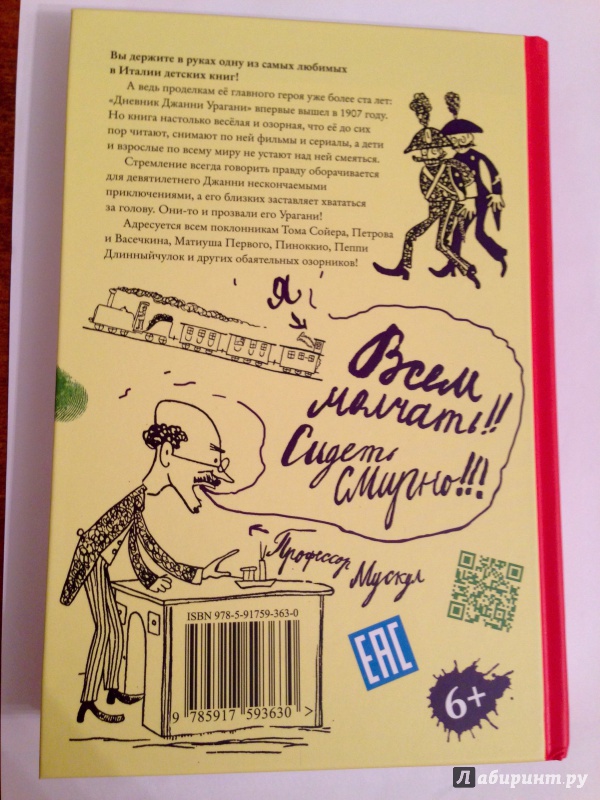 Вы держите в руках одну из самых любимых
в Италии детских книг!
А ведь проделкам её главного героя уже более ста лет:
«Дневник Джанни Урагани» впервые вышел в 1907 году.
Но книга настолько весёлая и озорная, что её до сих
пор читают, снимают по ней фильмы и сериалы, а дети
и взрослые по всему миру не устают над ней смеяться.
Стремление всегда говорить правду оборачивается
для девятилетнего Джанни нескончаемыми
приключениями, а его близких заставляет хвататься
за голову. Они-то и прозвали его Урагани!
Адресуется всем поклонникам Тома Сойера, Петрова
и Васечкина, Матиуша Первого, Пиноккио, Пеппи
Длинныйчулок и других обаятельных озорников!
Я
Всем
молчать!!
Сидеть
смирно!!!
Профессор
Мускул
ISBN 978-5-91759-363-0
9 785917 593630 >
ЕАС
6+
Лабиринт.ру